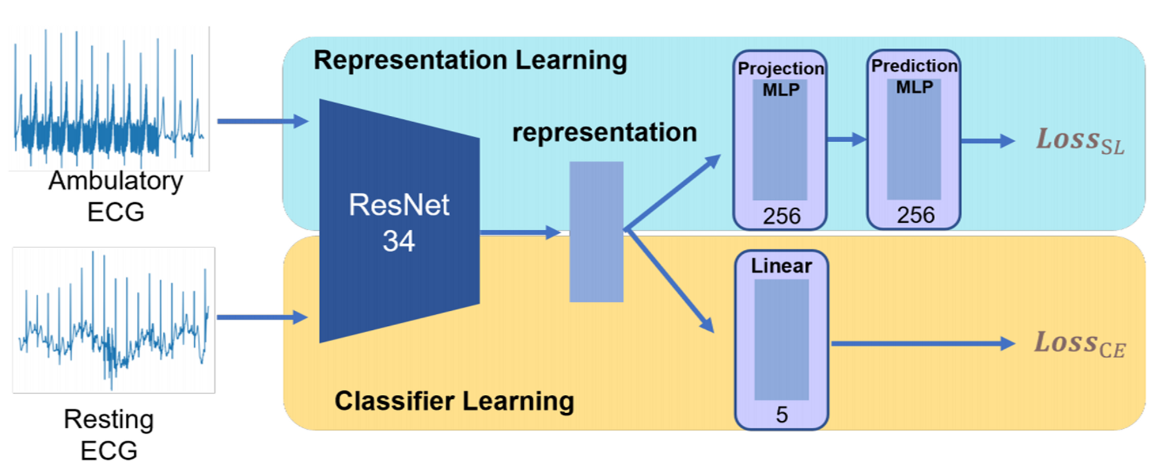 Representation Learning
Ambulatory
ECG
ResNet
34
representation
Projection
MLP
256
Prediction
MLP
256
Loss_SL
Resting
ECG
Classifier Learning
Linear
5
Loss_CE